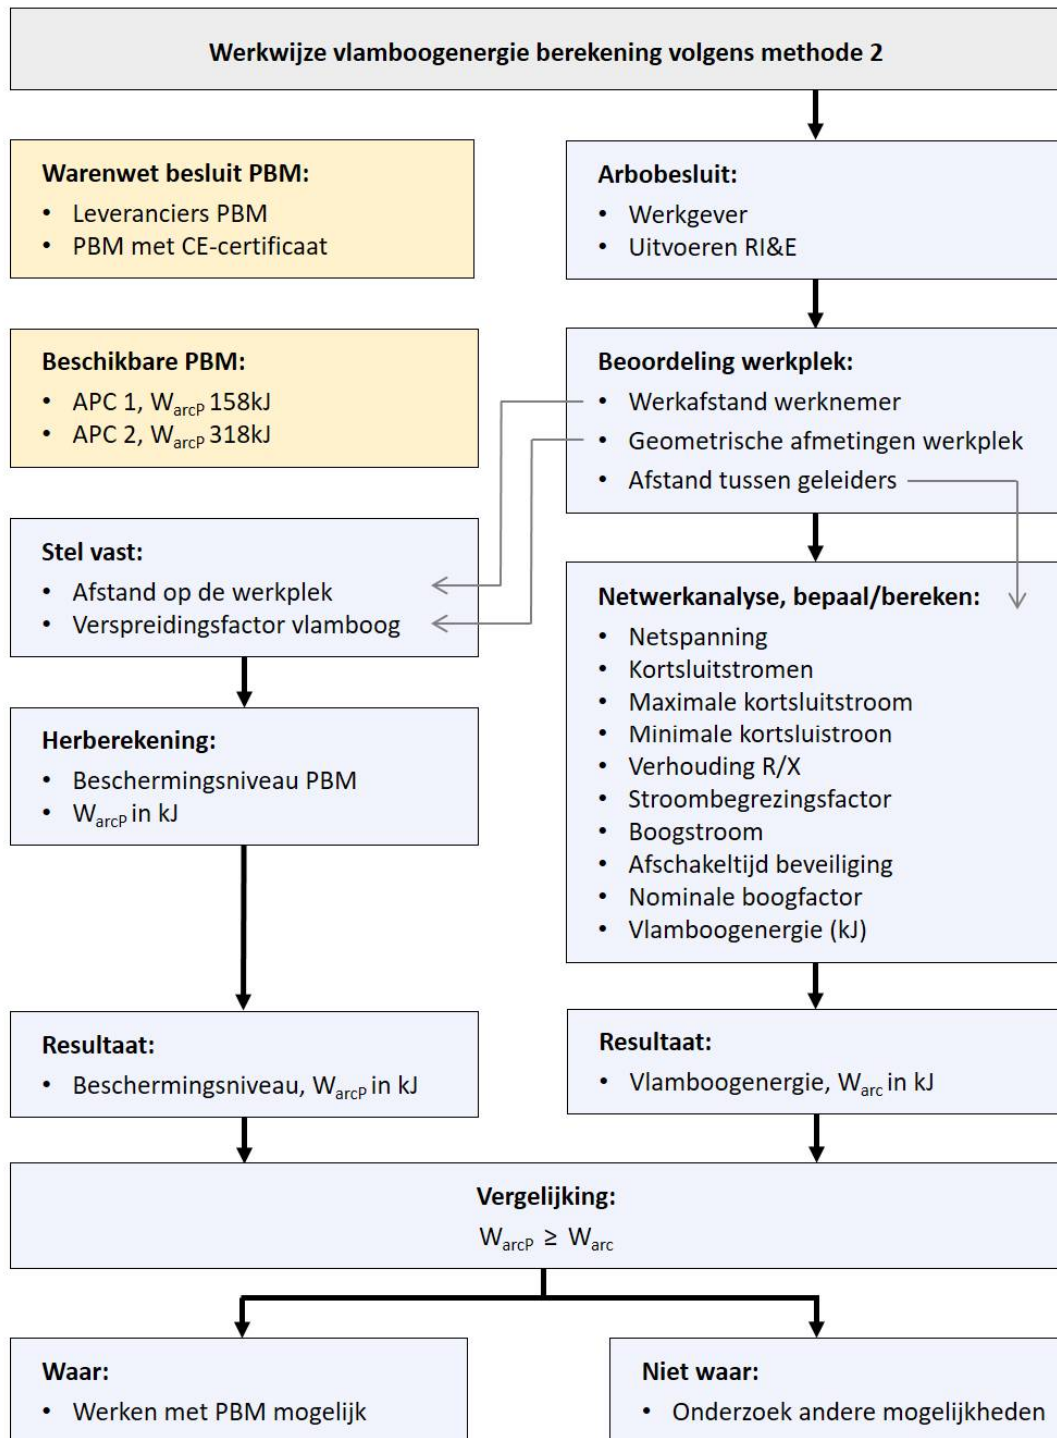 Werkwijze vlamboogenergie berekening volgens methode 2
Warenwet besluit PBM:
• Leveranciers PBM
• PBM met CE-certificaat
Beschikbare PBM:
• APC 1, WarcP 158kJ
• APC 2, WarcP 318kJ
Stel vast:
• Afstand op de werkplek
• Verspreidingsfactor vlamboog
Herberekening:
• Beschermingsniveau PBM
• WarcP in kJ
Resultaat:
• Beschermingsniveau, WarcP in kJ
Arbobesluit:
• Werkgever
• Uitvoeren RI&E
Beoordeling werkplek:
• Werkafstand werknemer
• Geometrische afmetingen werkplek
• Afstand tussen geleiders
Netwerkanalyse, bepaal/bereken:
• Netspanning
• Kortsluitstromen
• Maximale kortsluitstroom
• Minimale kortsluistroon
• Verhouding R/X
• Stroombegrezingsfactor
• Boogstroom
• Afschakeltijd beveiliging
• Nominale boogfactor
• Vlamboogenergie (kJ)
Resultaat:
• Vlamboogenergie, Warc in kJ
Vergelijking:
WarcP ≥ Warc
Waar:
• Werken met PBM mogelijk
Niet waar:
• Onderzoek andere mogelijkheden